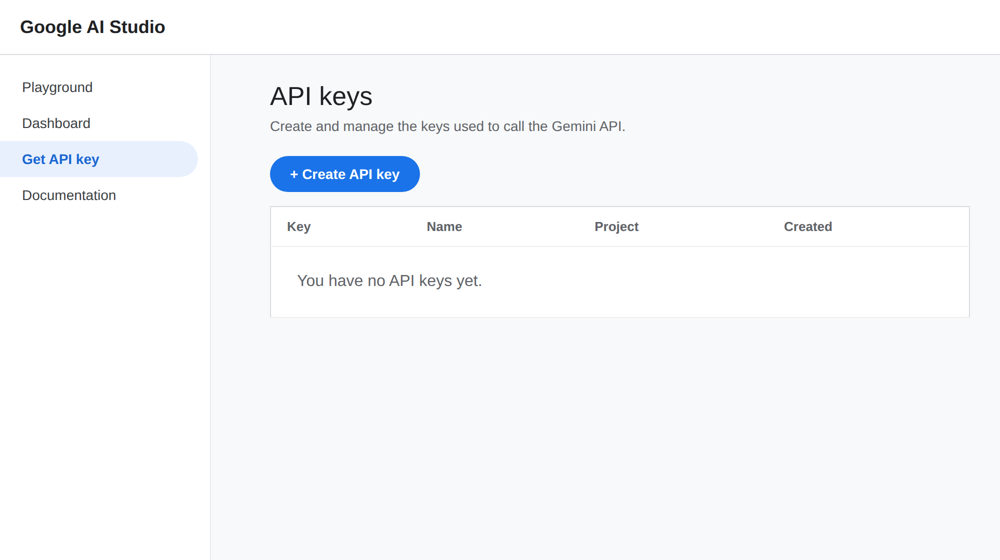 Google AI Studio
Playground
Dashboard
Get API key
Documentation
API keys
Create and manage the keys used to call the Gemini API.
+ Create API key
Key Name Project Created
You have no API keys yet.